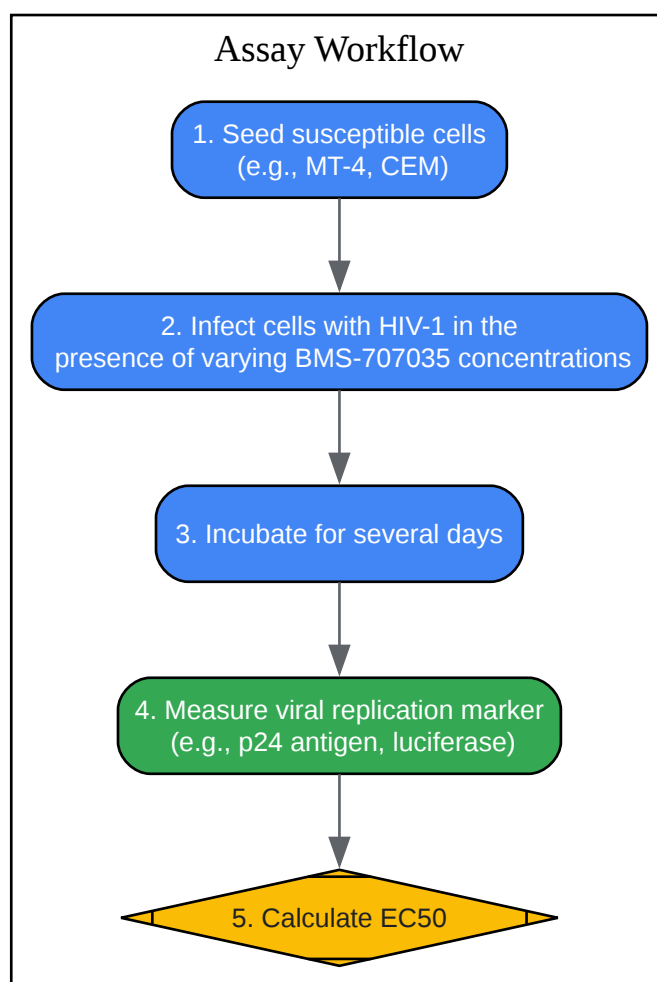 Assay Workflow
1. Seed susceptible cells
(e.g., MT-4, CEM)
2. Infect cells with HIV-1 in the
presence of varying BMS-707035 concentrations
3. Incubate for several days
4. Measure viral replication marker
(e.g., p24 antigen, luciferase)
5. Calculate EC50